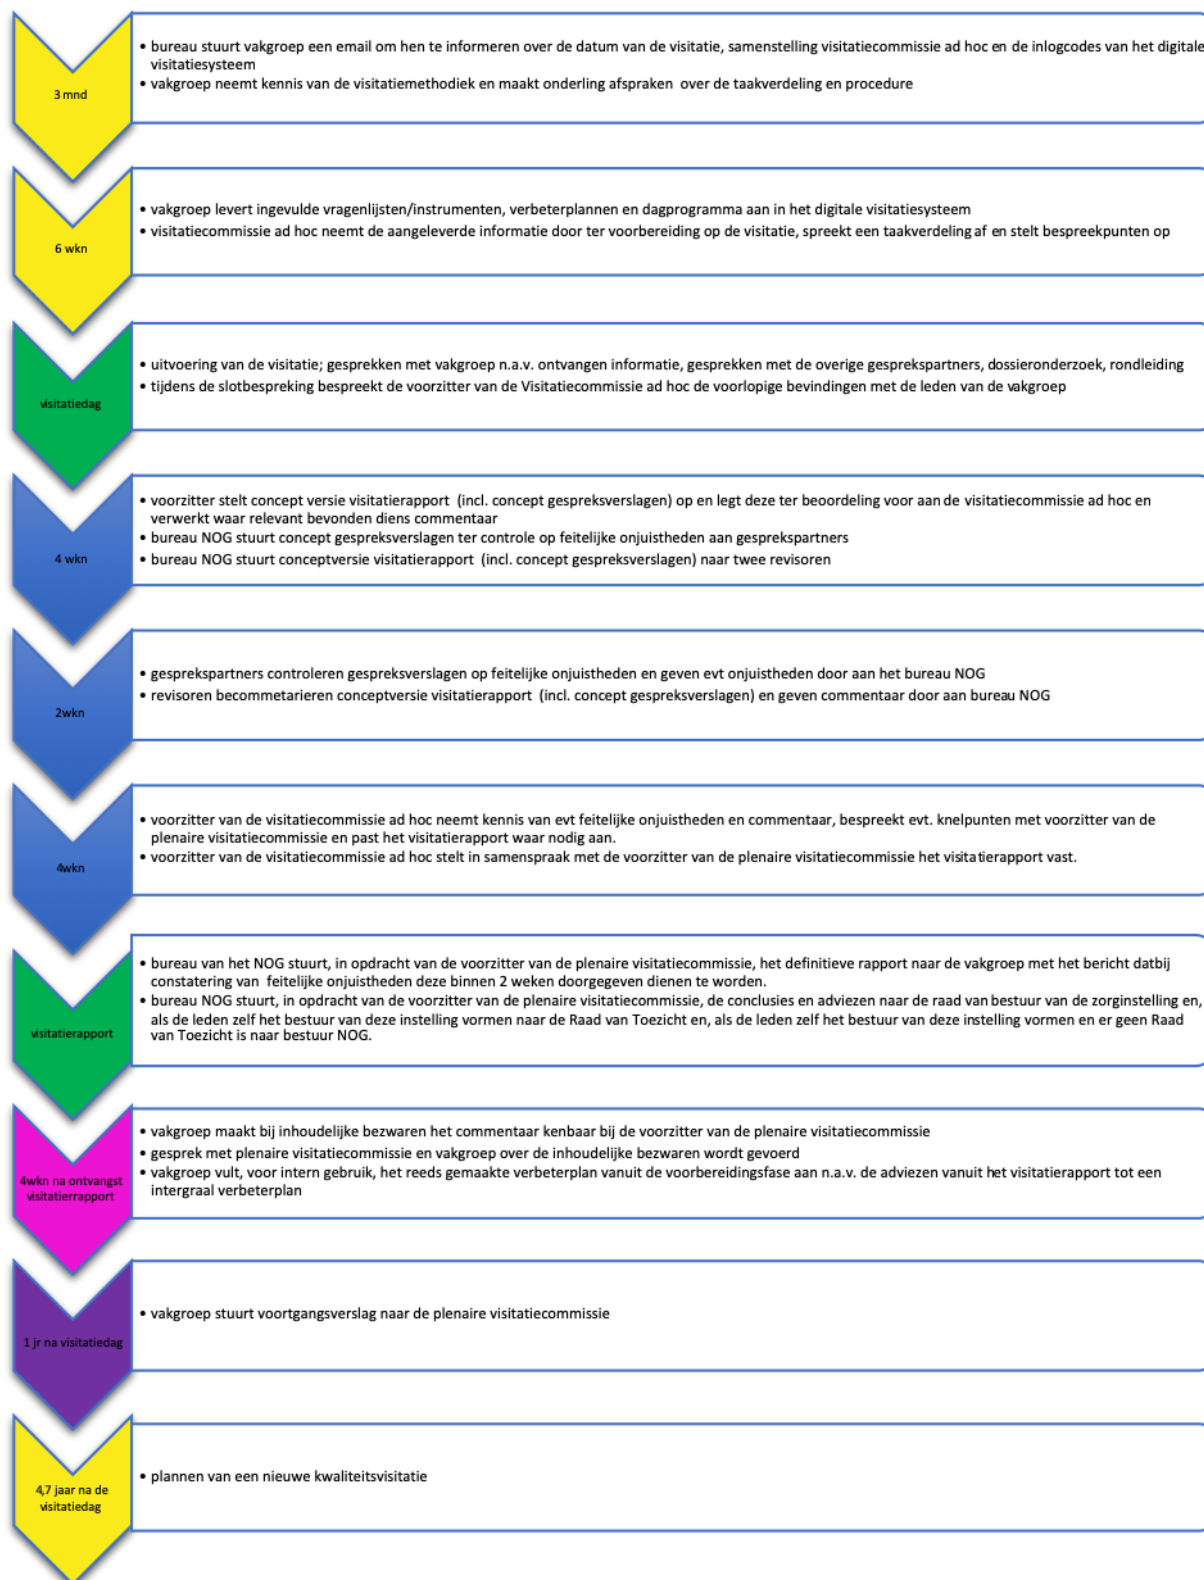 3 mnd
• bureau stuurt vakgroep een email om hen te informeren over de datum van de visitatie, samenstelling visitatiecommissie ad hoc en de inlogcodes van het digitale
visitatiesysteem
• vakgroep neemt kennis van de visitatiemethodiek en maakt onderling afspraken over de taakverdeling en procedure
6 wkn
• vakgroep levert ingevulde vragenlijsten/instrumenten, verbeterplannen en dagprogramma aan in het digitale visitatiesysteem
• visitatiecommissie ad hoc neemt de aangeleverde informatie door ter voorbereiding op de visitatie, spreekt een taakverdeling af en stelt bespreekpunten op
visitatiedag
• uitvoering van de visitatie; gesprekken met vakgroep n.a.v. ontvangen informatie, gesprekken met de overige gesprekspartners, dossieronderzoek, rondleiding
• tijdens de slotbespreking bespreekt de voorzitter van de Visitatiecommissie ad hoc de voorlopige bevindingen met de leden van de vakgroep
4 wkn
• voorzitter stelt concept versie visitatierapport (incl. concept gespreksverslagen) op en legt deze ter beoordeling voor aan de visitatiecommissie ad hoc en
verwerkt waar relevant bevonden diens commentaar
• bureau NOG stuurt concept gespreksverslagen ter controle op feitelijke onjuistheden aan gesprekspartners
• bureau NOG stuurt conceptversie visitatierapport (incl. concept gespreksverslagen) naar twee revisoren
2wkn
• gesprekspartners controleren gespreksverslagen op feitelijke onjuistheden en geven evt onjuistheden door aan het bureau NOG
• revisoren becommetarieren conceptversie visitatierapport (incl. concept gespreksverslagen) en geven commentaar door aan bureau NOG
4wkn
• voorzitter van de visitatiecommissie ad hoc neemt kennis van evt feitelijke onjuistheden en commentaar, bespreekt evt. knelpunten met voorzitter van de
plenaire visitatiecommissie en past het visitatierapport waar nodig aan.
• voorzitter van de visitatiecommissie ad hoc stelt in samenspraak met de voorzitter van de plenaire visitatiecommissie het visitatierapport vast.
visitatierapport
• bureau van het NOG stuurt, in opdracht van de voorzitter van de plenaire visitatiecommissie, het definitieve rapport naar de vakgroep met het bericht datbij
constatering van feitelijke onjuistheden deze binnen 2 weken doorgegeven dienen te worden.
• bureau NOG stuurt, in opdracht van de voorzitter van de plenaire visitatiecommissie, de conclusies en adviezen naar de raad van bestuur van de zorginstelling en,
als de leden zelf het bestuur van deze instelling vormen naar de Raad van Toezicht en, als de leden zelf het bestuur van deze instelling vormen en er geen Raad
van Toezicht is naar bestuur NOG.
4wkn na ontvangst
visitatierrapport
• vakgroep maakt bij inhoudelijke bezwaren het commentaar kenbaar bij de voorzitter van de plenaire visitatiecommissie
• gesprek met plenaire visitatiecommissie en vakgroep over de inhoudelijke bezwaren wordt gevoerd
• vakgroep vult, voor intern gebruik, het reeds gemaakte verbeterplan vanuit de voorbereidingsfase aan n.a.v. de adviezen vanuit het visitatierapport tot een
intergraal verbeterplan
1 jr na visitatiedag
• vakgroep stuurt voortgangsverslag naar de plenaire visitatiecommissie
4,7 jaar na de
visitatiedag
• plannen van een nieuwe kwaliteitsvisitatie